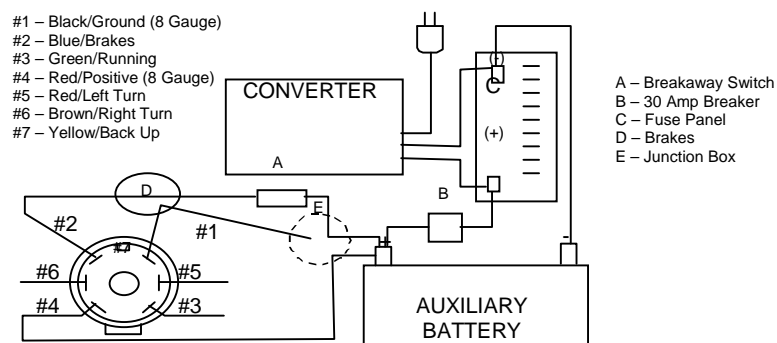 #1 – Black/Ground (8 Gauge)
#2 – Blue/Brakes
#3 – Green/Running
#4 – Red/Positive (8 Gauge)
#5 – Red/Left Turn
#6 – Brown/Right Turn
#7 – Yellow/Back Up
CONVERTER
A
(-)
C
(+)
A – Breakaway Switch
B – 30 Amp Breaker
C – Fuse Panel
D – Brakes
E – Junction Box
D
B
E
#2
#1
#7
#6
#5
#4
#3
+
-
AUXILIARY
BATTERY